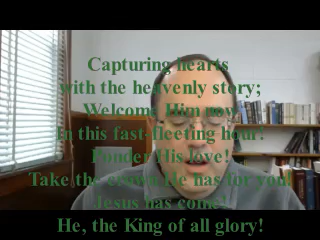 Capturing hearts
with the heavenly story;
Welcome Him now
In this fast-fleeting hour!
Ponder His love!
Take the crown He has for you!
Jesus has come!
He, the King of all glory!